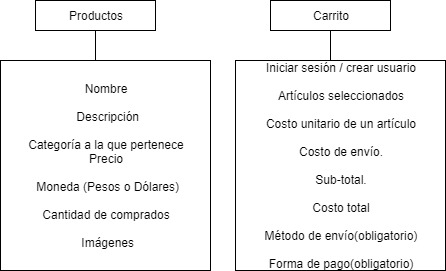 Productos
Nombre
Descripción
Categoría a la que pertenece
Precio
Moneda (Pesos o Dólares)
Cantidad de comprados
Imágenes
Carrito
Iniciar sesión / crear usuario
Artículos seleccionados
Costo unitario de un artículo
Costo de envío.
Sub-total.
Costo total
Método de envío(obligatorio)
Forma de pago(obligatorio)